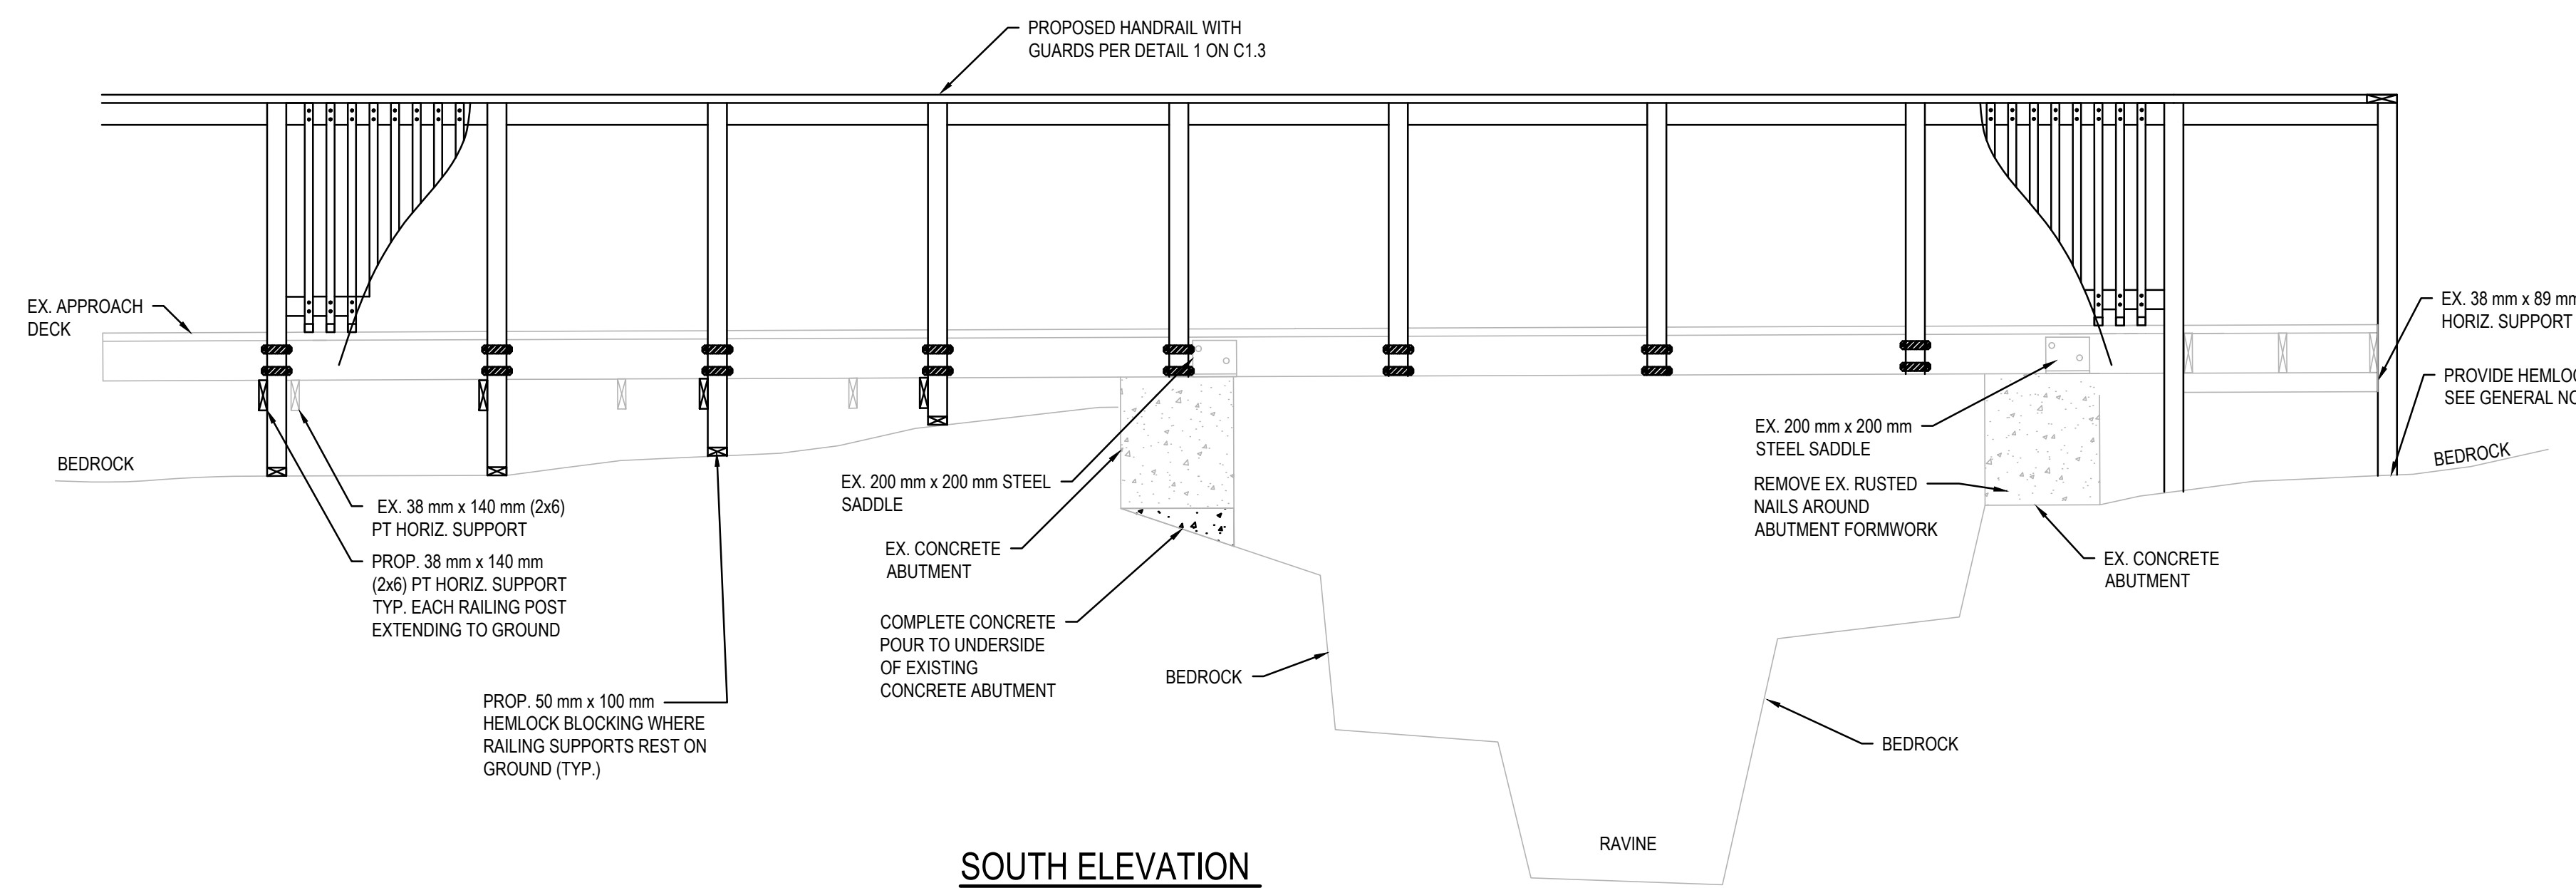 PROPOSED HANDRAIL WITH
GUARDS PER DETAIL 1 ON C1.3
EX. APPROACH
DECK
BEDROCK
EX. 38 mm x 140 mm (2x6)
PT HORIZ. SUPPORT
PROP. 38 mm x 140 mm
(2x6) PT HORIZ. SUPPORT
TYP. EACH RAILING POST
EXTENDING TO GROUND
PROP. 50 mm x 100 mm
HEMLOCK BLOCKING WHERE
RAILING SUPPORTS REST ON
GROUND (TYP.)
EX. 200 mm x 200 mm STEEL
SADDLE
EX. CONCRETE
ABUTMENT
COMPLETE CONCRETE
POUR TO UNDERSIDE
OF EXISTING
CONCRETE ABUTMENT
BEDROCK
RAVINE
BEDROCK
EX. 200 mm x 200 mm
STEEL SADDLE
REMOVE EX. RUSTED
NAILS AROUND
ABUTMENT FORMWORK
EX. CONCRETE
ABUTMENT
EX. 38 mm x 89 mm
HORIZ. SUPPORT
PROVIDE HEMLOC
SEE GENERAL NO
BEDROCK
SOUTH ELEVATION